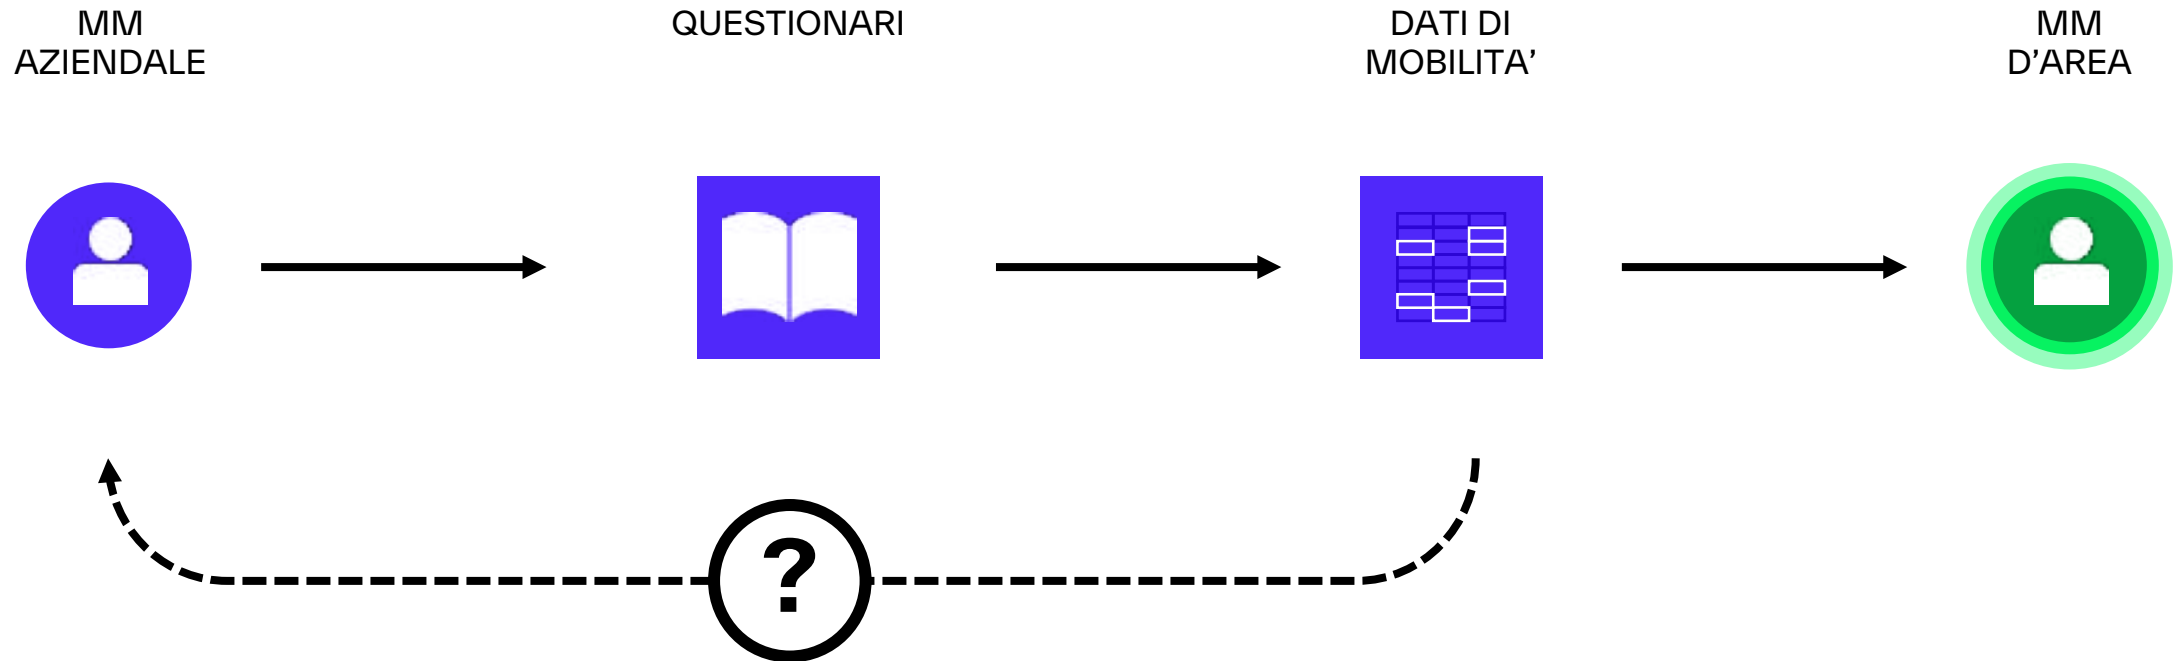 MM
AZIENDALE
QUESTIONARI
DATI DI
MOBILITA’
MM
D’AREA
?